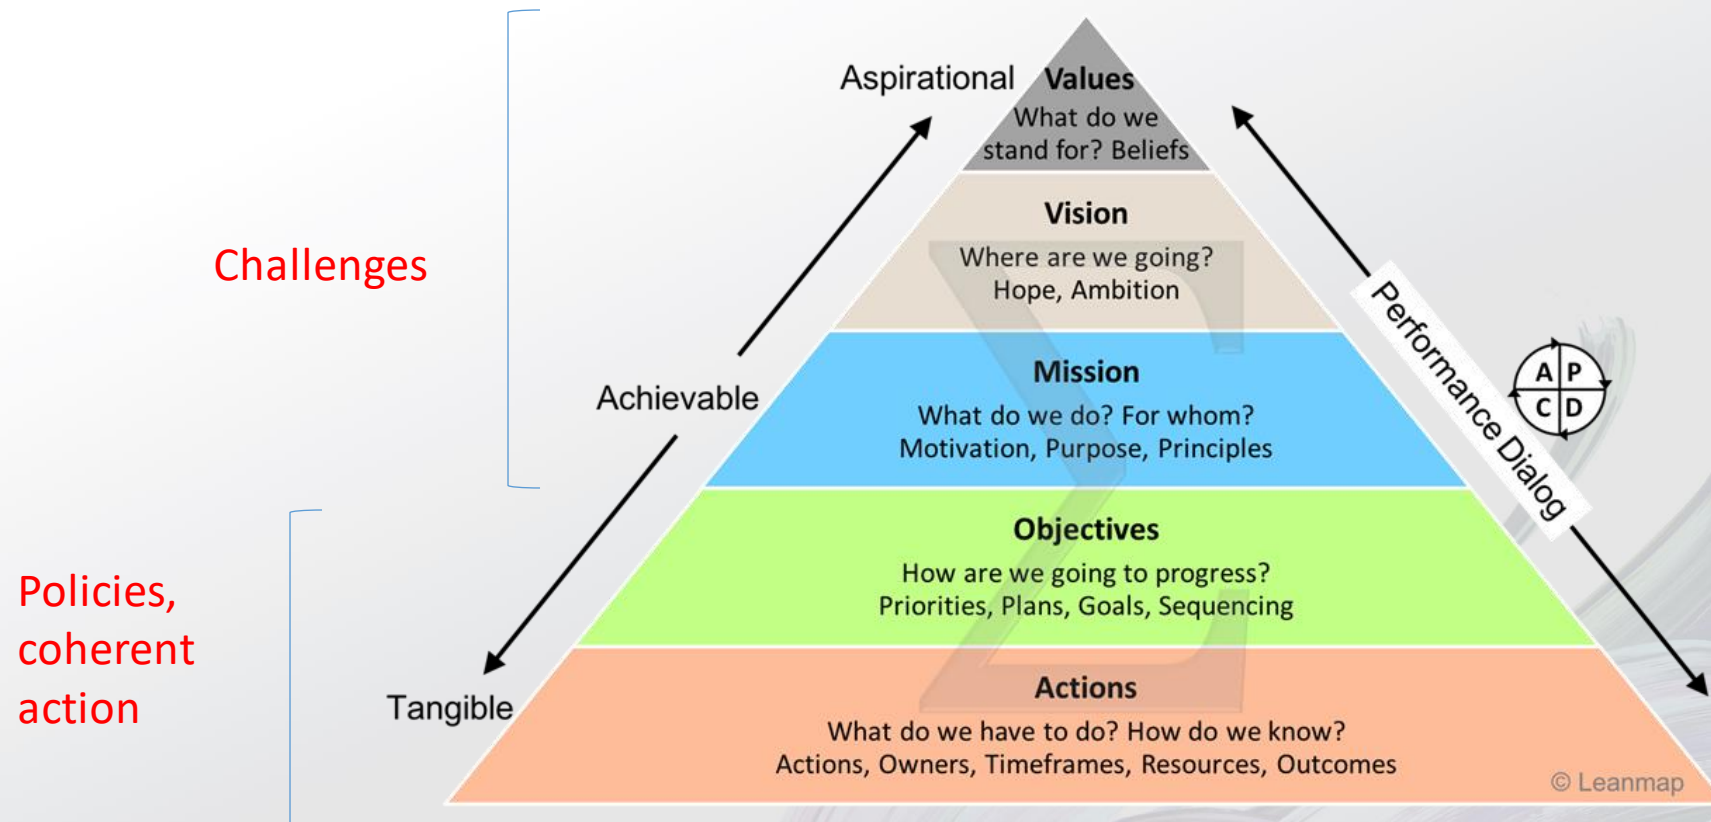 Aspirational
Values
What do we
stand for? Beliefs
Vision
Where are we going?
Hope, Ambition
Challenges
Mission
What do we do? For whom?
Motivation, Purpose, Principles
Achievable
Performance Dialog
A P
C D
Objectives
How are we going to progress?
Priorities, Plans, Goals, Sequencing
Policies,
coherent
action
Tangible
Actions
What do we have to do? How do we know?
Actions, Owners, Timeframes, Resources, Outcomes
© Leanmap
Σ